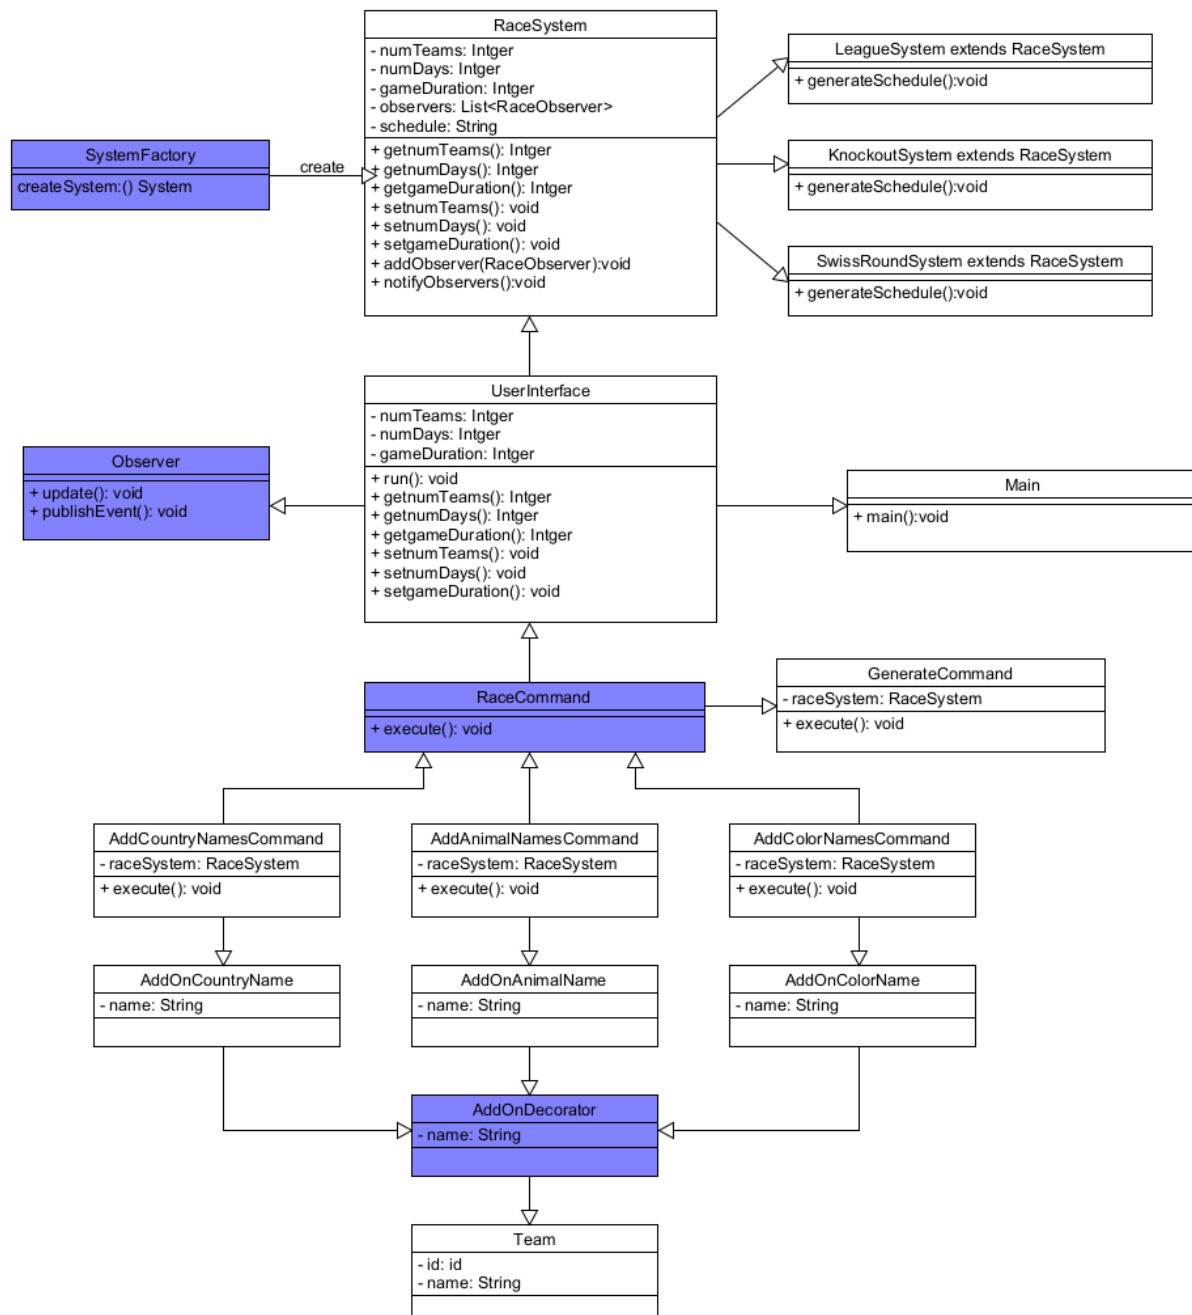 RaceSystem
- numTeams: Intger
- numDays: Intger
- gameDuration: Intger
- observers: List<RaceObserver>
- schedule: String
+ getnumTeams(): Intger
+ getnumDays(): Intger
+ getgameDuration(): Intger
+ setnumTeams(): void
+ setnumDays(): void
+ setgameDuration(): void
+ addObserver(RaceObserver):void
+ notifyObservers():void
LeagueSystem extends RaceSystem
+ generateSchedule():void
SystemFactory
createSystem:() System
create
KnockoutSystem extends RaceSystem
+ generateSchedule():void
SwissRoundSystem extends RaceSystem
+ generateSchedule():void
UserInterface
- numTeams: Intger
- numDays: Intger
- gameDuration: Intger
+ run(): void
+ getnumTeams(): Intger
+ getnumDays(): Intger
+ getgameDuration(): Intger
+ setnumTeams(): void
+ setnumDays(): void
+ setgameDuration(): void
Observer
+ update(): void
+ publishEvent(): void
Main
+ main():void
RaceCommand
+ execute(): void
GenerateCommand
- raceSystem: RaceSystem
+ execute(): void
AddCountryNamesCommand
- raceSystem: RaceSystem
+ execute(): void
AddAnimalNamesCommand
- raceSystem: RaceSystem
+ execute(): void
AddColorNamesCommand
- raceSystem: RaceSystem
+ execute(): void
AddOnCountryName
- name: String
AddOnAnimalName
- name: String
AddOnColorName
- name: String
AddOnDecorator
- name: String
Team
- id: id
- name: String